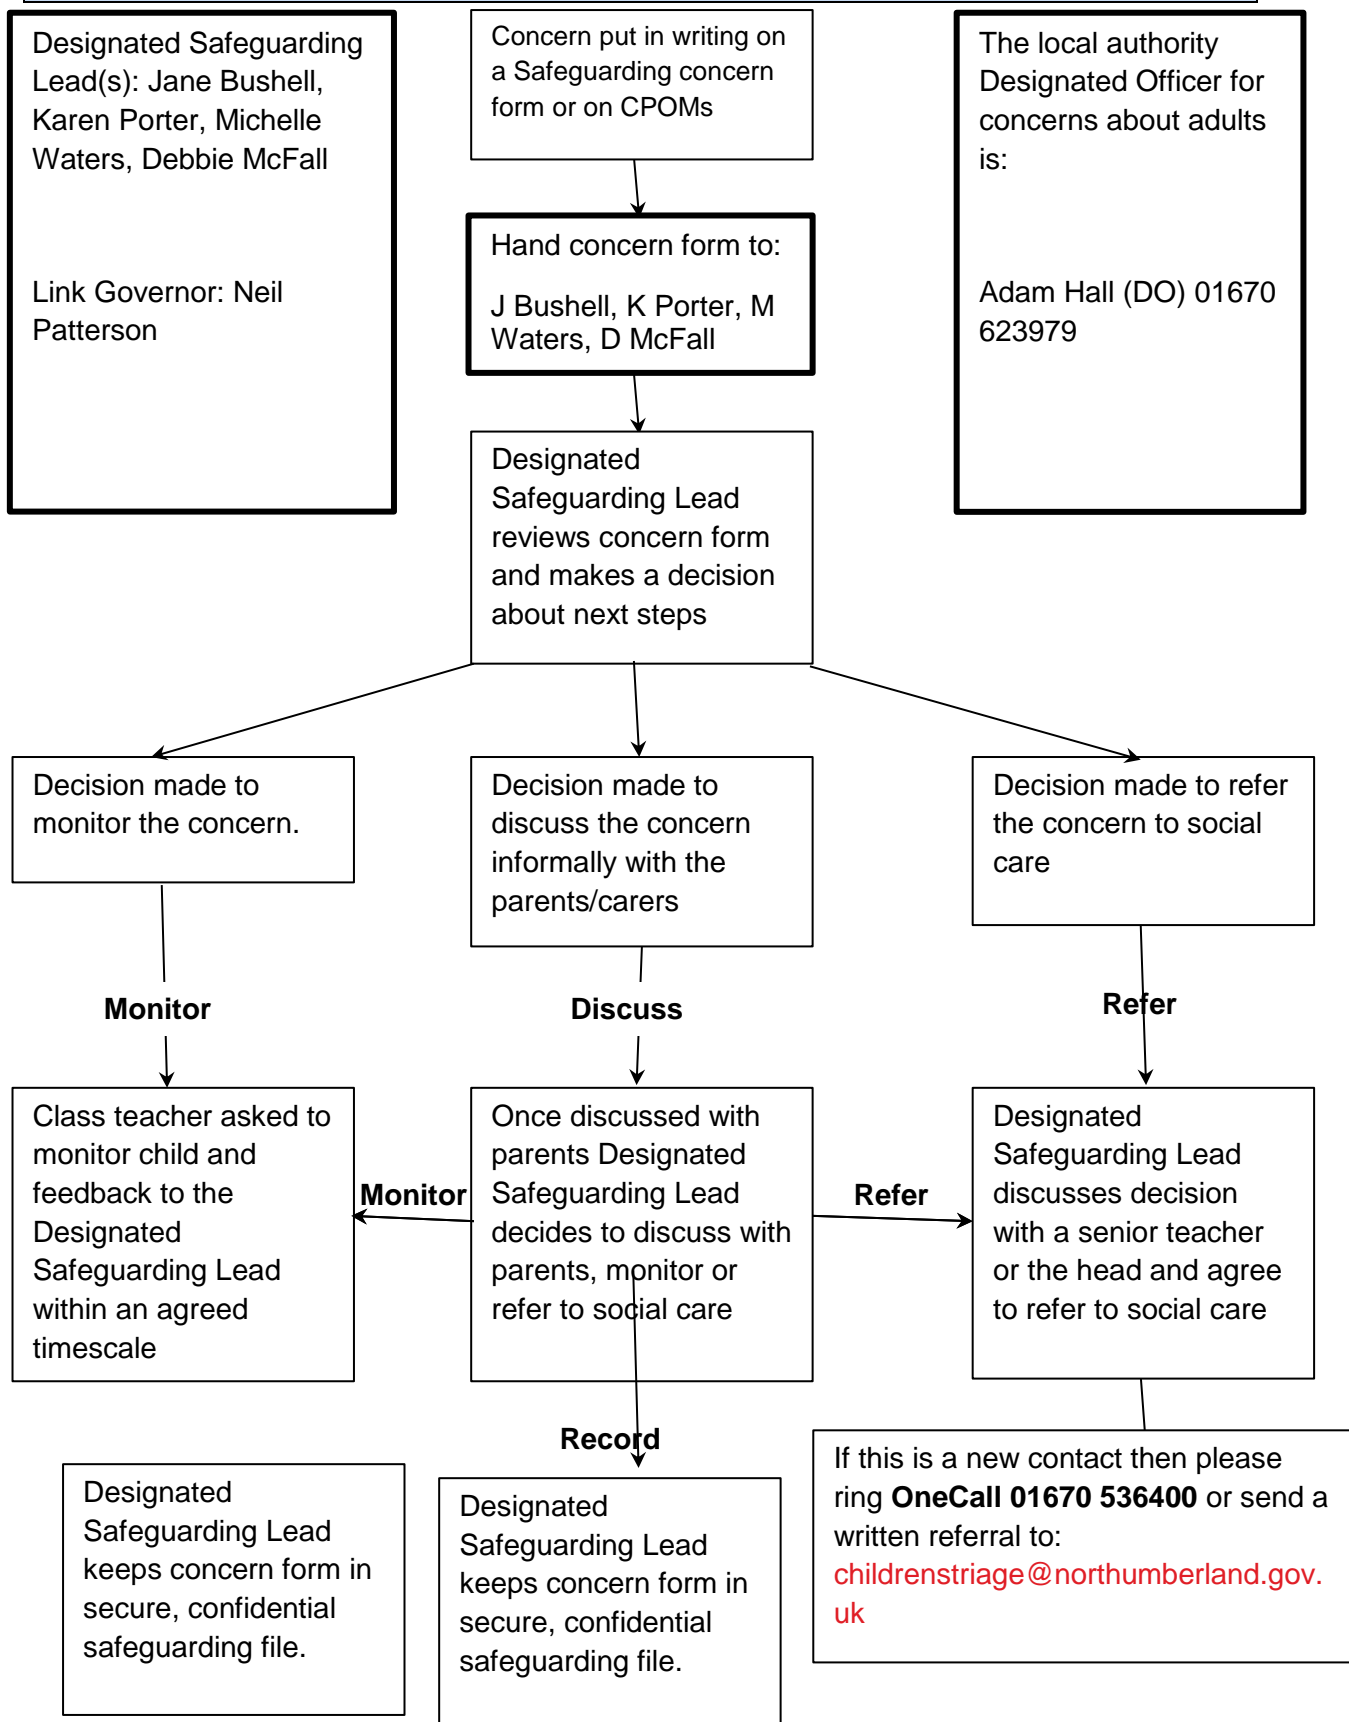 Designated Safeguarding
Lead(s): Jane Bushell,
Karen Porter, Michelle
Waters, Debbie McFall
Link Governor: Neil
Patterson
Concern put in writing on
a Safeguarding concern
form or on CPOMs
The local authority
Designated Officer for
concerns about adults
is:
Adam Hall (DO) 01670
623979
Hand concern form to:
J Bushell, K Porter, M
Waters, D McFall
Designated
Safeguarding Lead
reviews concern form
and makes a decision
about next steps
Decision made to
monitor the concern.
Decision made to
discuss the concern
informally with the
parents/carers
Decision made to refer
the concern to social
care
Monitor
Discuss
Refer
Class teacher asked to
monitor child and
feedback to the
Designated
Safeguarding Lead
within an agreed
timescale
Monitor
Once discussed with
parents Designated
Safeguarding Lead
decides to discuss with
parents, monitor or
refer to social care
Refer
Designated
Safeguarding Lead
discusses decision
with a senior teacher
or the head and agree
to refer to social care
Record
Designated
Safeguarding Lead
keeps concern form in
secure, confidential
safeguarding file.
Designated
Safeguarding Lead
keeps concern form in
secure, confidential
safeguarding file.
If this is a new contact then please
ring OneCall 01670 536400 or send a
written referral to:
childrenstriage@northumberland.gov.
uk